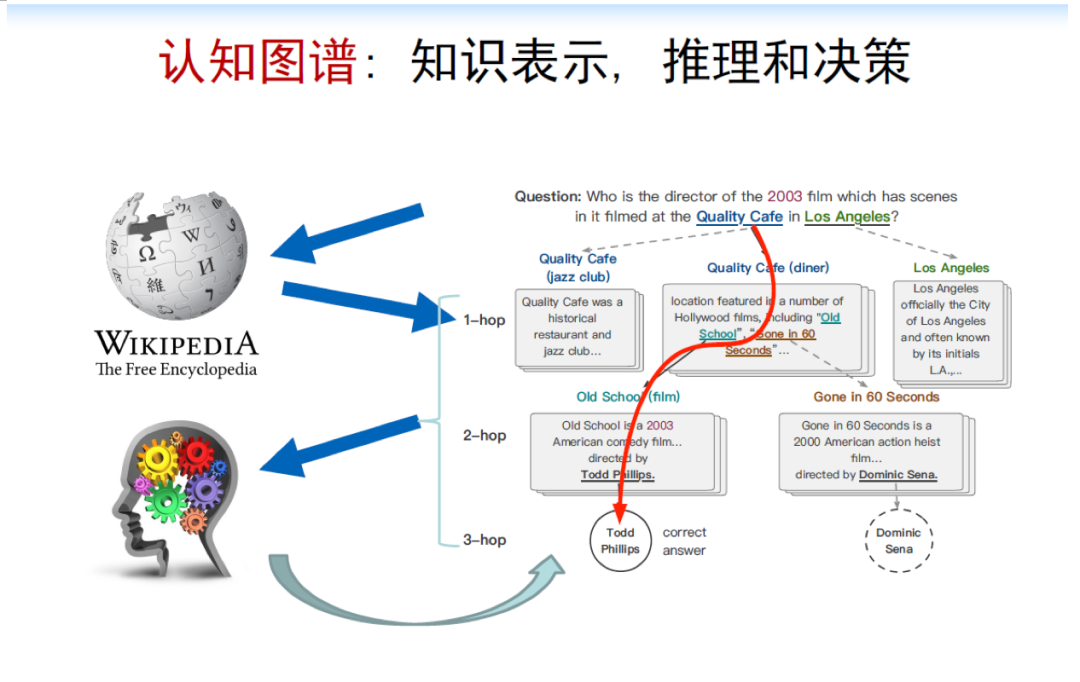 认知图谱：知识表示，推理和决策
Question: Who is the director of the 2003 film which has scenes
in it filmed at the Quality Cafe in Los Angeles?
WIKIPEDIA
The Free Encyclopedia
1-hop
2-hop
3-hop
Quality Cafe
(jazz club)
Quality Cafe was a
historical
restaurant and
jazz club...
Quality Cafe (diner)
location featured in a number of
Hollywood films, including "Old
School", "Gone in 60
Seconds"...
Los Angeles
Los Angeles
officially the City
of Los Angeles
and often known
by its initials
L.A.,...
Old School (film)
Old School is a 2003
American comedy film...
directed by
Todd Phillips.
Gone in 60 Seconds
Gone in 60 Seconds is a
2000 American action heist
film...
directed by Dominic Sena.
Todd
Phillips
correct
answer
Dominic
Sena
Ω
W
И
維